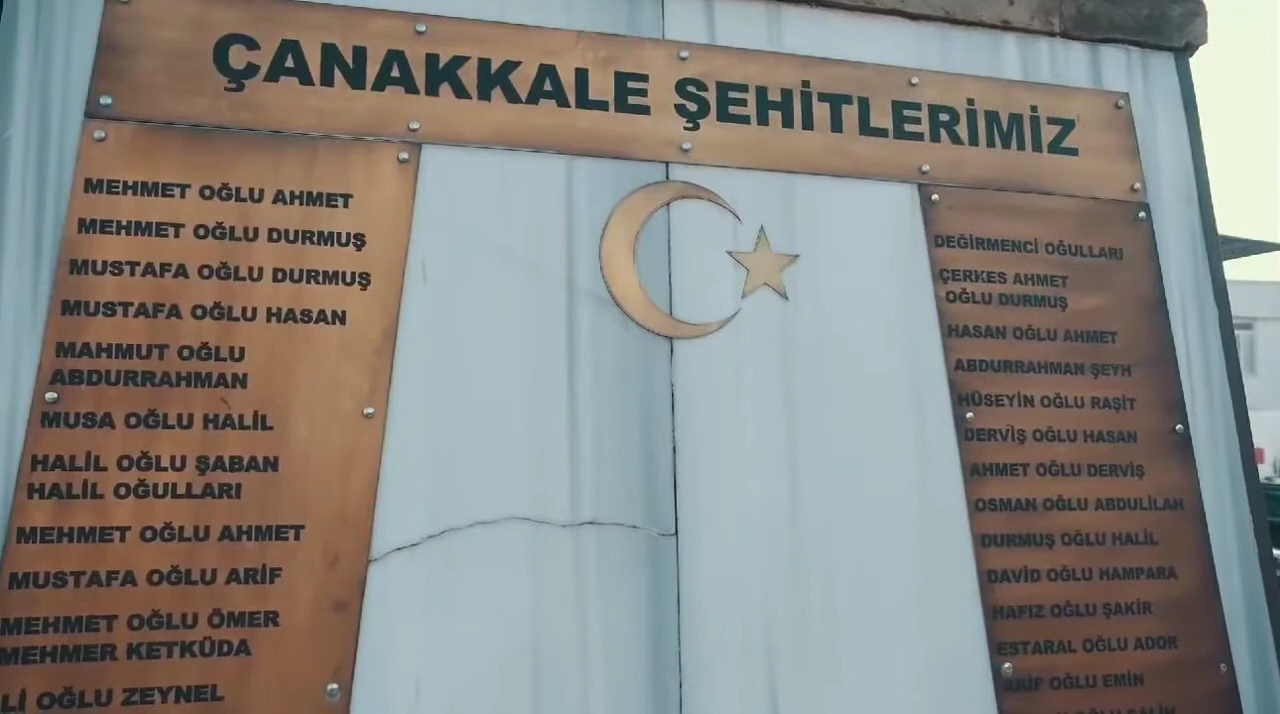 ÇANAKKALE ŞEHİTLERİMİZ
MEHMET OĞLU AHMET
MEHMET OĞLU DURMUŞ
MUSTAFA OĞLU DURMUŞ
MUSTAFA OĞLU HASAN
MAHMUT OĞLU
ABDURRAHMAN
MUSA OĞLU HALİL
HALİL OĞLU ŞABAN
HALİL OĞULLARI
MEHMET OĞLU AHMET
MUSTAFA OĞLU ARİF
MEHMET OĞLU ÖMER
MEHMER KETKÜDA
Lİ OĞLU ZEYNEL
DEĞİRMENCİ OĞULLARI
ÇERKES AHMET
OĞLU DURMUŞ
HASAN OĞLU AHMET
ABDURRAHMAN ŞEYH
HÜSEYİN OĞLU RAŞİT
DERVİŞ OĞLU HASAN
AHMET OĞLU DERVİŞ
OSMAN OĞLU ABDULİLAH
DURMUŞ OĞLU HALİL
DAVİD OĞLU HAMPARA
HAFIZ OĞLU ŞAKİR
ESTARAL OĞLU ADOR
ARİF OĞLU EMİN